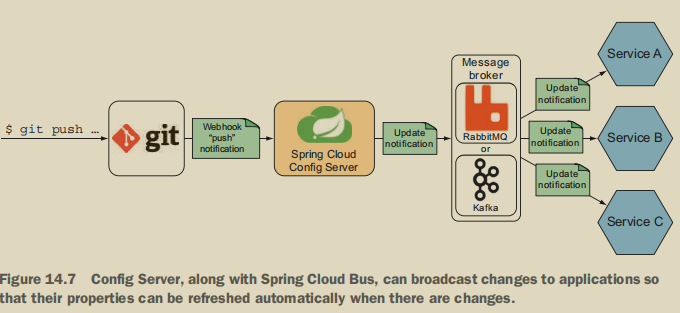 $ git push …
git
Webhook
“push”
notification
Spring Cloud
Config Server
Update
notification
Message
broker
RabbitMQ
or
Kafka
Update
notification
Update
notification
Update
notification
Service A
Service B
Service C
Figure 14.7 Config Server, along with Spring Cloud Bus, can broadcast changes to applications so
that their properties can be refreshed automatically when there are changes.